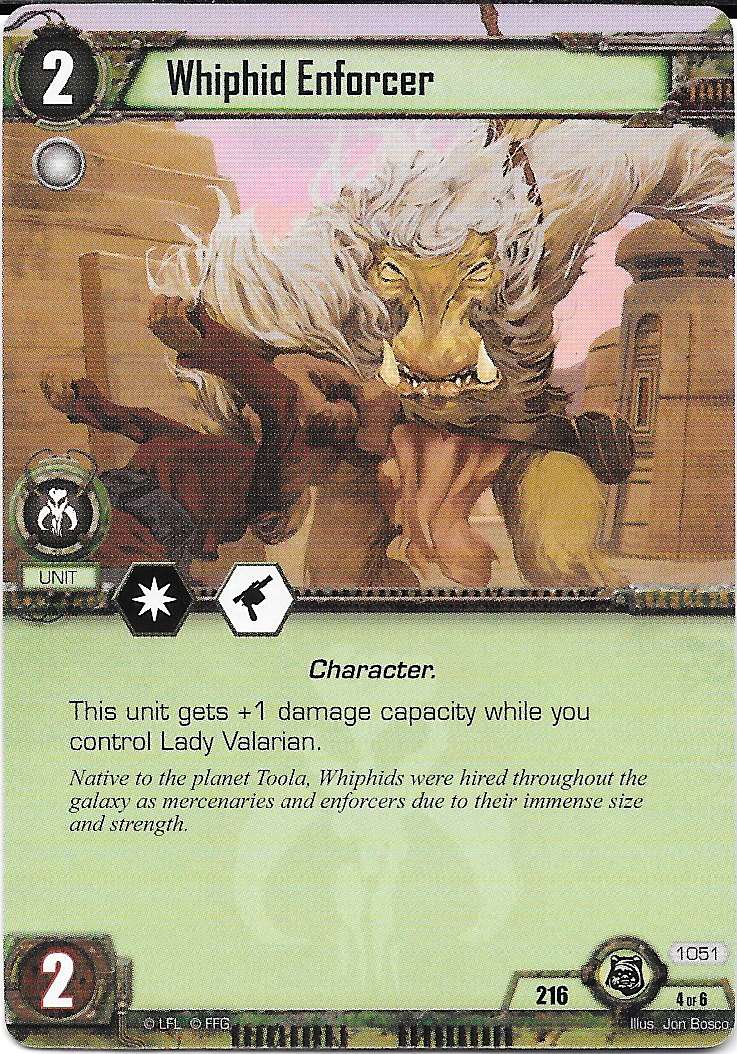 2
Whiphid Enforcer
UNIT
Character.
This unit gets +1 damage capacity while you
control Lady Valarian.
Native to the planet Toola, Whiphids were hired throughout the
galaxy as mercenaries and enforcers due to their immense size
and strength.
2
1051
216
4 OF 6
© LFL © FFG
Illus. Jon Bosco